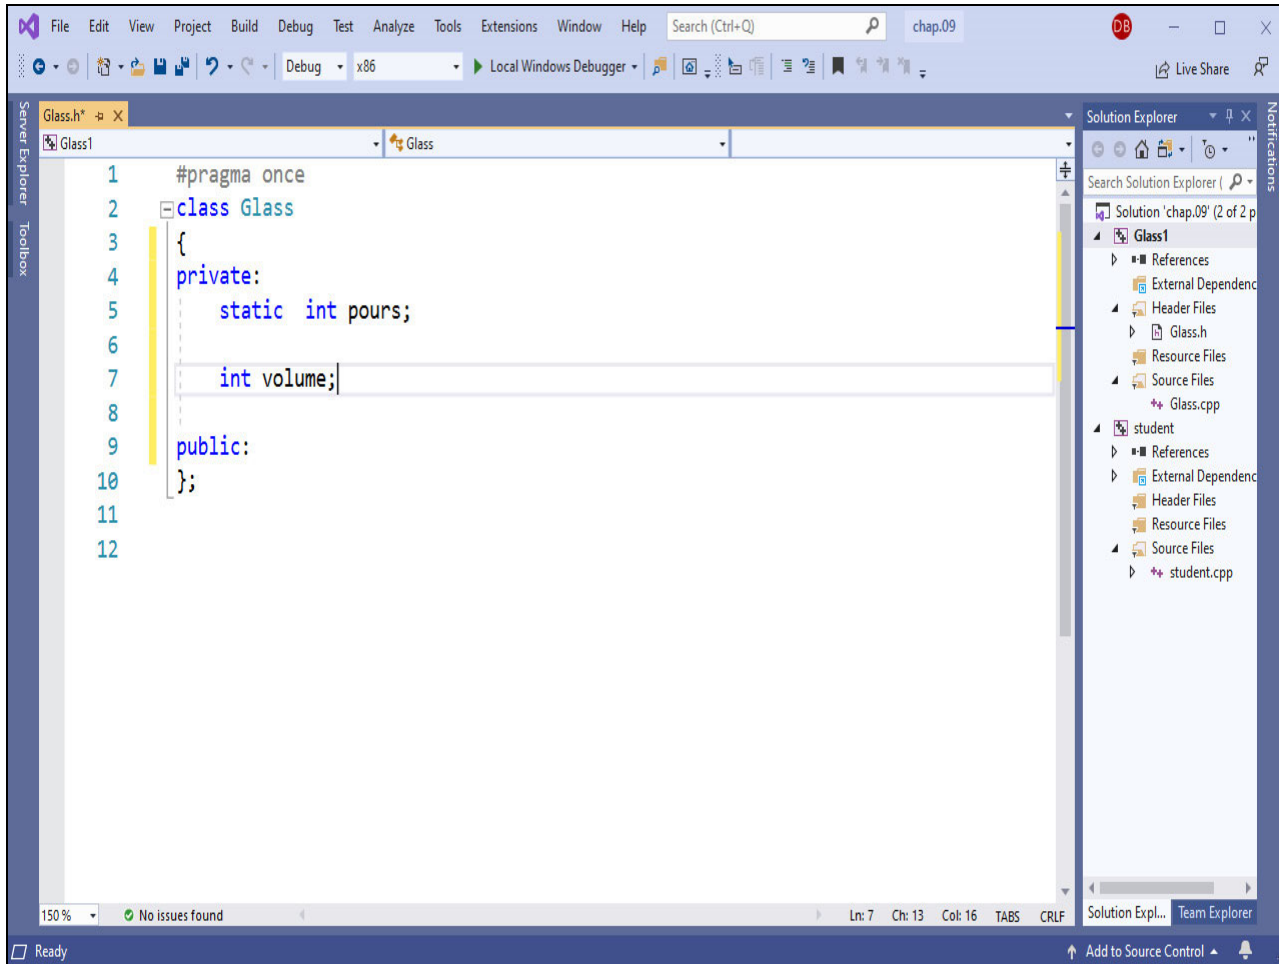 File Edit View Project Build Debug Test Analyze Tools Extensions Window Help Search (Ctrl+Q) chap.09 DB
Debug x86 Local Windows Debugger Live Share
Server Explorer
Toolbox
Glass.h*
Glass1 Glass
1 #pragma once
2 class Glass
3 {
4 private:
5 static  int pours;
6
7 int volume;
8
9 public:
10 };
11
12
150 % No issues found Ln: 7 Ch: 13 Col: 16 TABS CRLF
Solution Explorer
Search Solution Explorer (
Solution 'chap.09' (2 of 2 p
Glass1
References
External Dependenc
Header Files
Glass.h
Resource Files
Source Files
Glass.cpp
student
References
External Dependenc
Header Files
Resource Files
Source Files
student.cpp
Solution Expl... Team Explorer
Notifications
Ready Add to Source Control